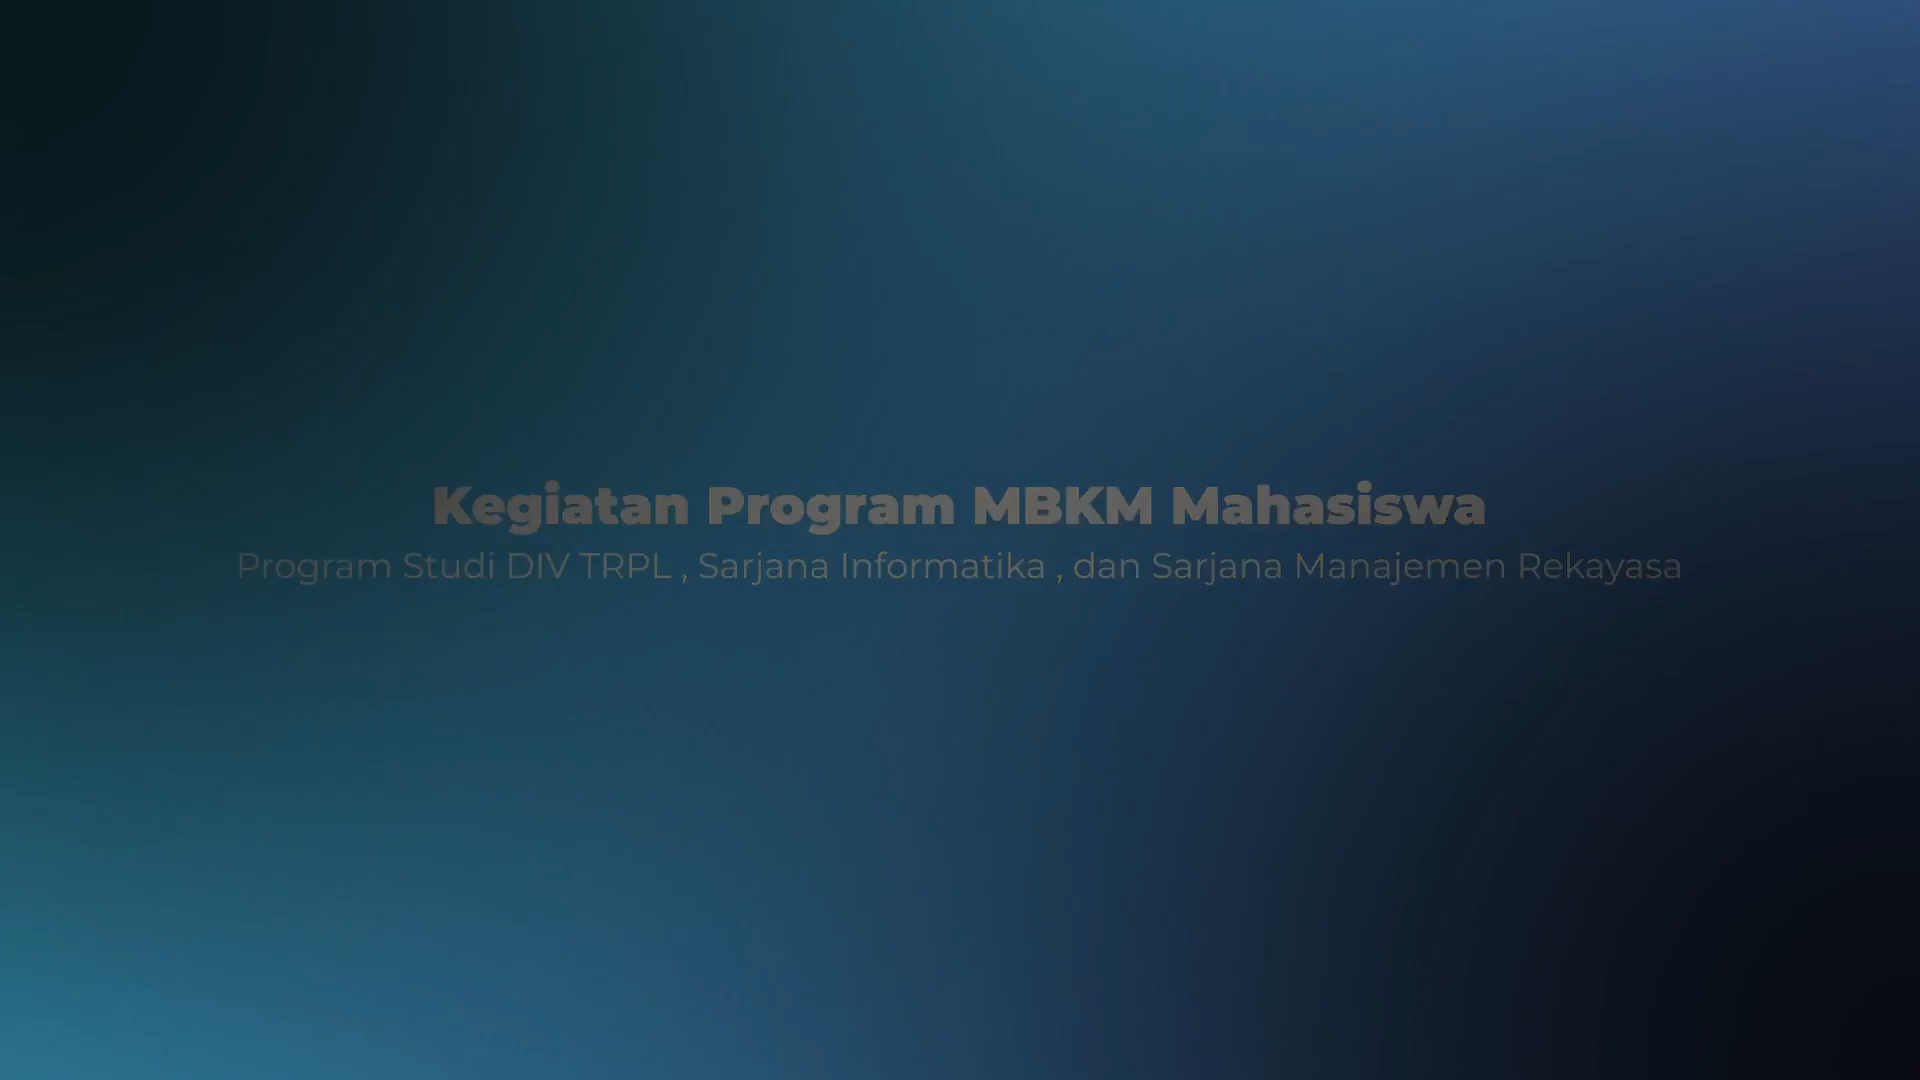 Kegiatan Program MBKM Mahasiswa
Program Studi DIV TRPL , Sarjana Informatika , dan Sarjana Manajemen Rekayasa